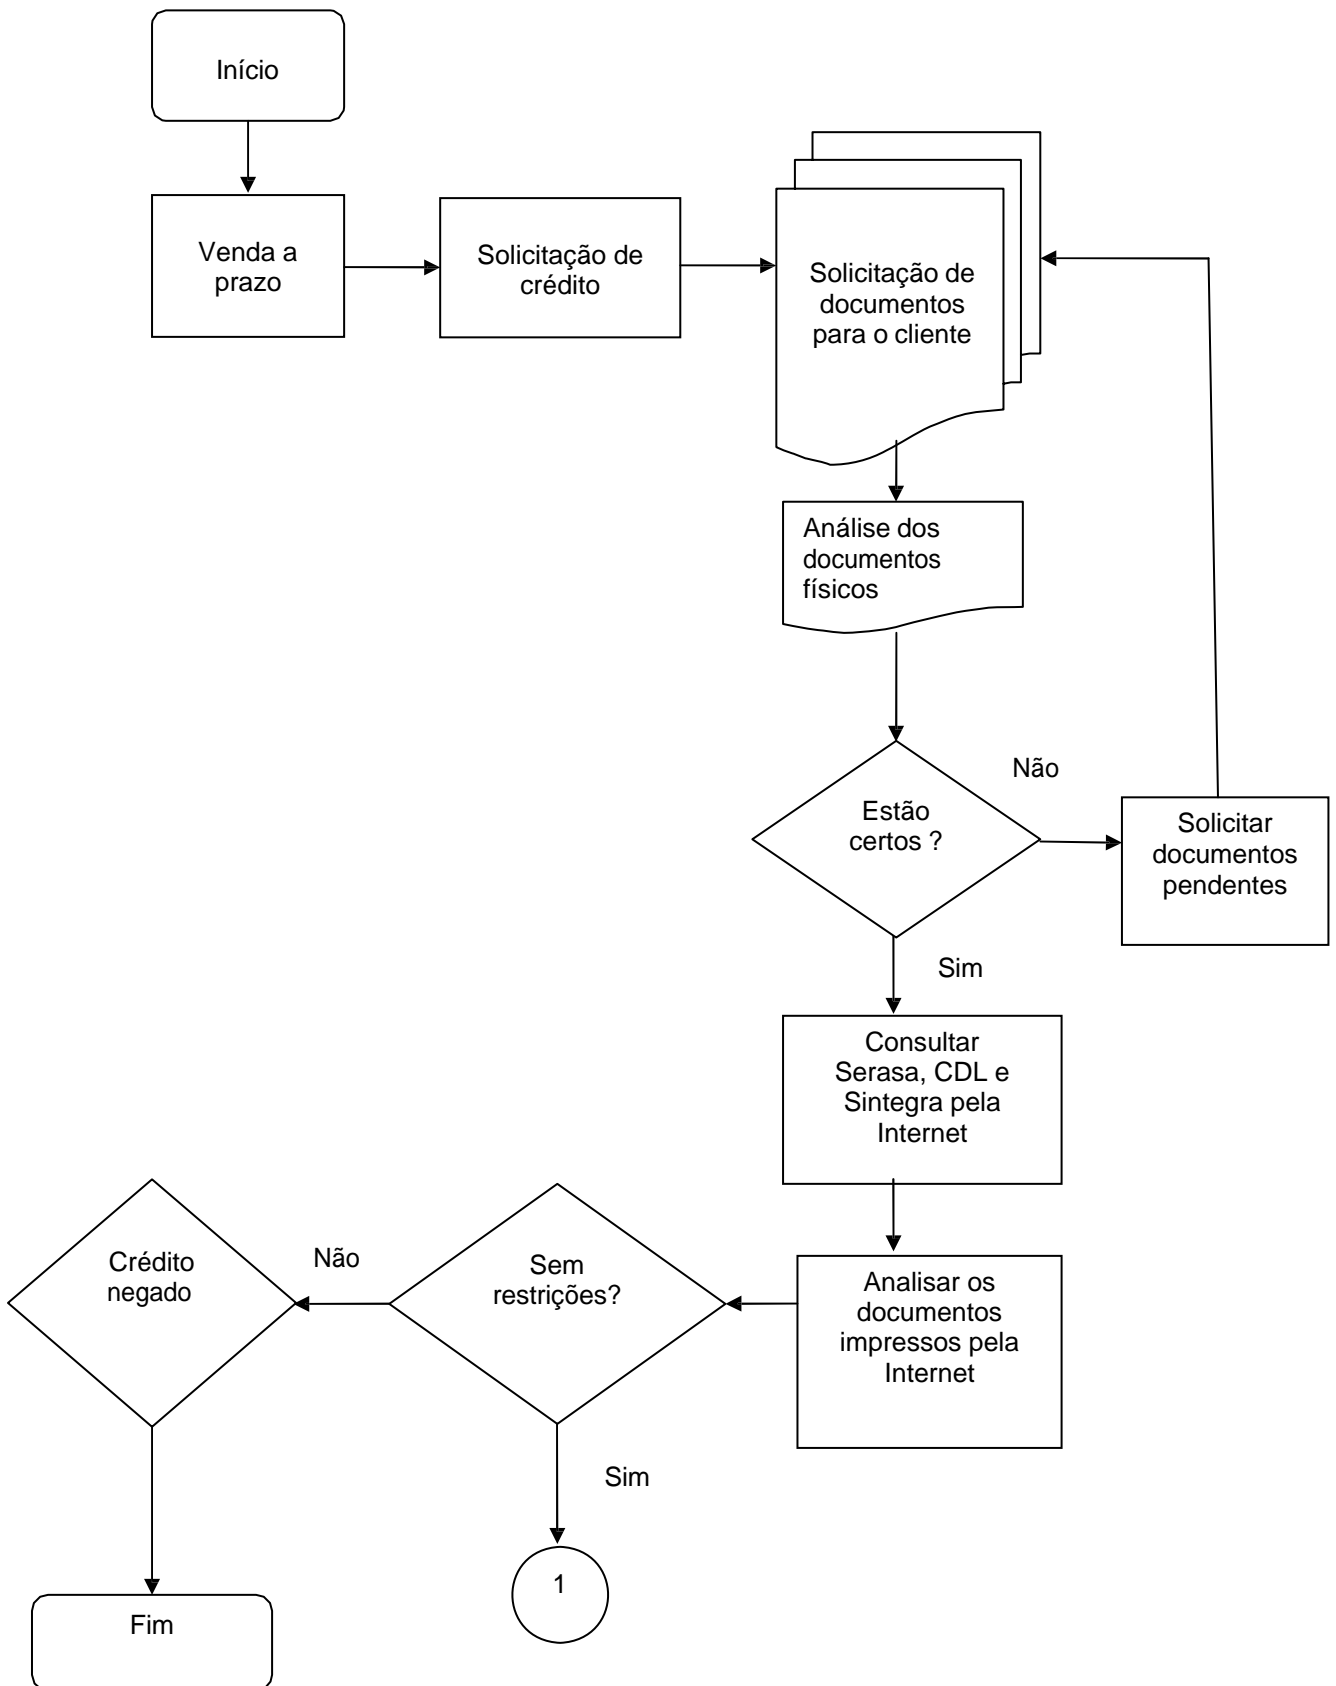 Início
Venda a
prazo
Solicitação de
crédito
Solicitação de
documentos
para o cliente
Análise dos
documentos
físicos
Estão
certos ?
Não
Solicitar
documentos
pendentes
Sim
Consultar
Serasa, CDL e
Sintegra pela
Internet
Analisar os
documentos
impressos pela
Internet
Sem
restrições?
Não
Crédito
negado
Sim
1
Fim